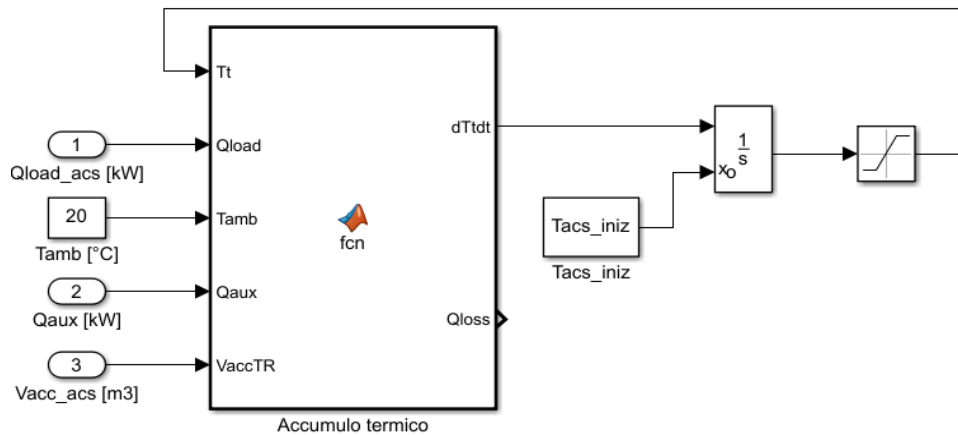 Tt
1
Qload
Qload_acs [kW]
20
Tamb
Tamb [°C]
2
Qaux
Qaux [kW]
3
VaccTR
Vacc_acs [m3]
fcn
dTtdt
Qloss
Accumulo termico
Tacs_iniz
Tacs_iniz
1
s
xo